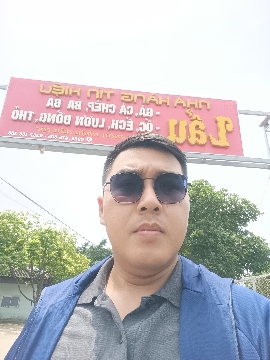 NHÀ HÀNG TÍN HIỆU
Lẩu
- GÀ, CÁ CHÉP, BA BA
- ỐC, ẾCH, LƯƠN ĐỒNG, THỎ